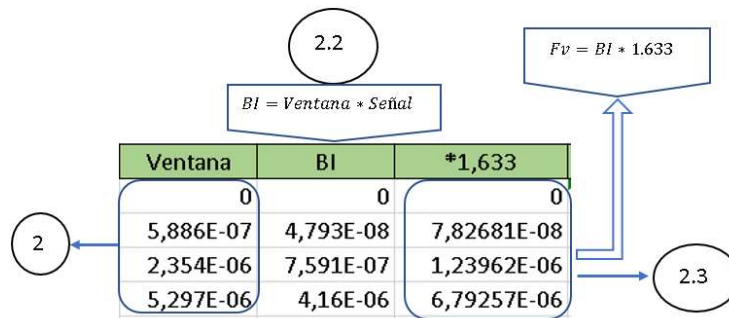 2.2
Fv = BI * 1.633
BI = Ventana * Señal
Ventana BI *1,633
0 0 0
5,886E-07 4,793E-08 7,82681E-08
2
2,354E-06 7,591E-07 1,23962E-06
2.3
5,297E-06 4,16E-06 6,79257E-06